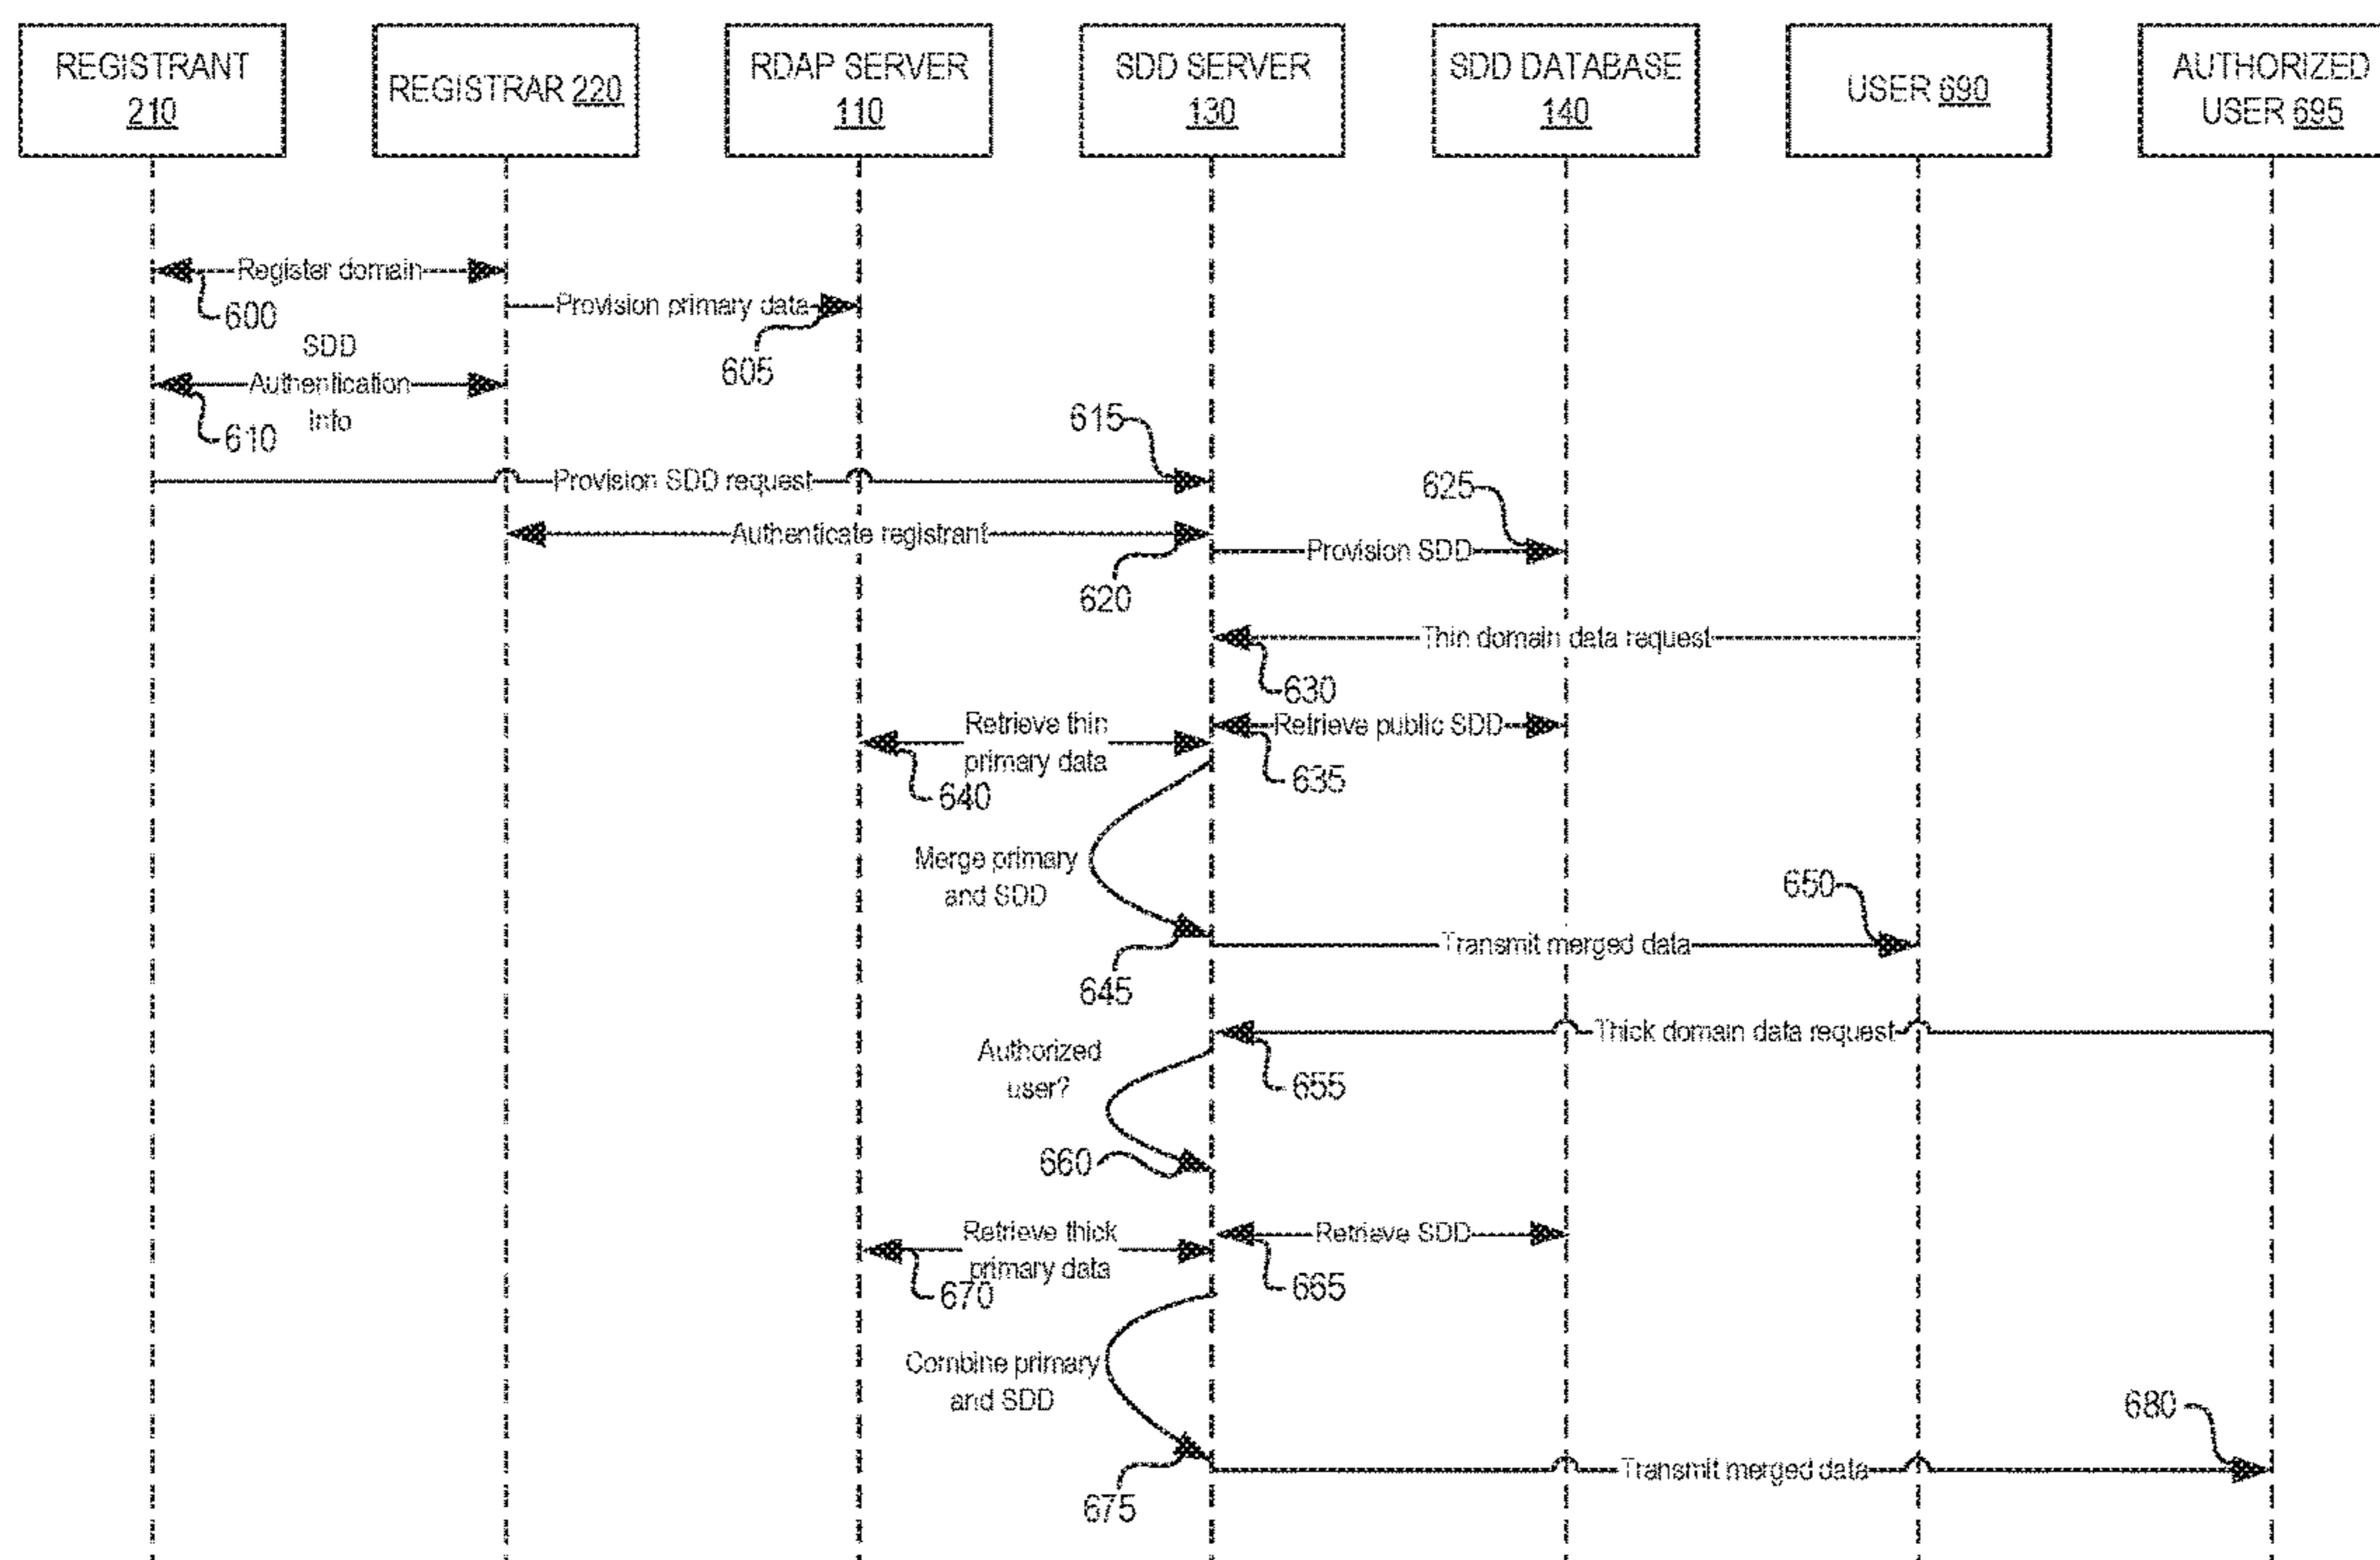 REGISTRANT
210
REGISTRAR 220
RDAP SERVER
110
SDD SERVER
130
SDD DATABASE
140
USER 690
AUTHORIZED
USER 695
Register domain
600
Provision primary data
605
SDD
Authentication
Info
610
615
Provision SDD request
625
Authenticate registrant
620
Provision SDD
Thin domain data request
630
Retrieve thin
primary data
640
Retrieve public SDD
635
Merge primary
and SDD
645
650
Transmit merged data
Thick domain data request
655
Authorized
user?
660
Retrieve thick
primary data
670
Retrieve SDD
665
Combine primary
and SDD
675
680
Transmit merged data